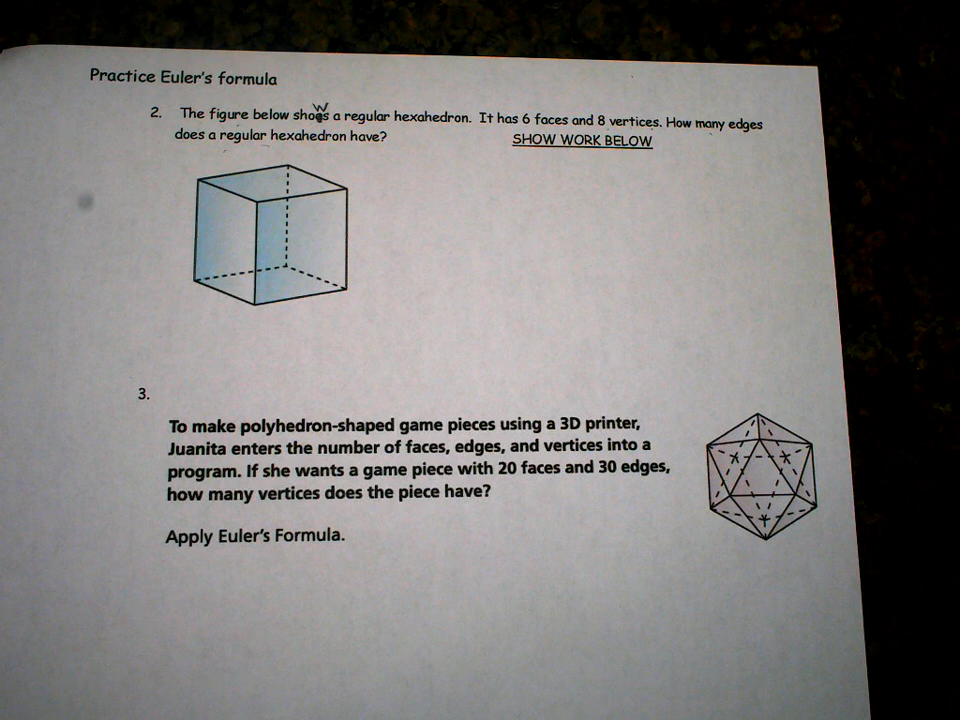 Practice Euler's formula
2. The figure below shows a regular hexahedron. It has 6 faces and 8 vertices. How many edges
does a regular hexahedron have? SHOW WORK BELOW
3.
To make polyhedron-shaped game pieces using a 3D printer,
Juanita enters the number of faces, edges, and vertices into a
program. If she wants a game piece with 20 faces and 30 edges,
how many vertices does the piece have?
Apply Euler's Formula.